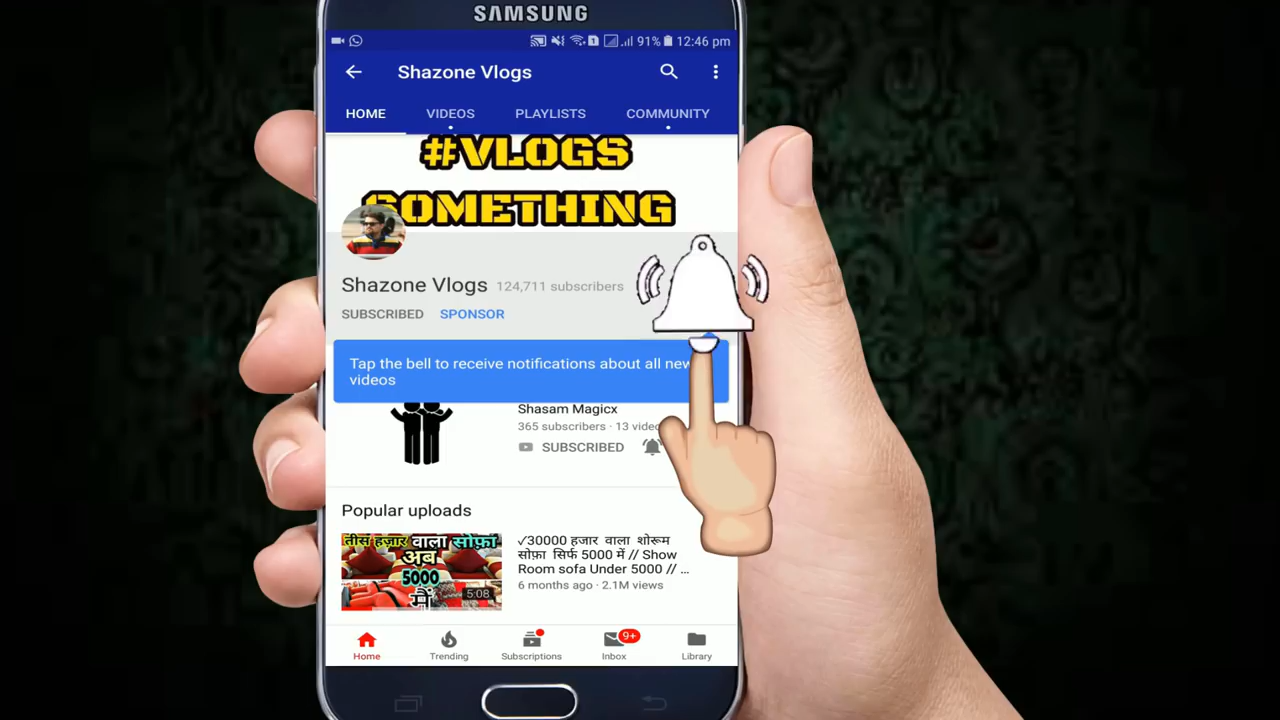 SAMSUNG
91% 12:46 pm
Shazone Vlogs
HOME VIDEOS PLAYLISTS COMMUNITY
#VLOGS
SOMETHING
Shazone Vlogs 124,711 subscribers
SUBSCRIBED SPONSOR
Tap the bell to receive notifications about all new
videos
Shasam Magicx
365 subscribers · 13
SUBSCRIBED
Popular uploads
तीस हज़ार वाला सोफ़ा
अब
5000
में
5:08
✓30000 हजार वाला शोरूम
सोफ़ा सिर्फ 5000 में // Show
Room sofa Under 5000 // ...
6 months ago · 2.1M views
9+
Home Trending Subscriptions Inbox Library